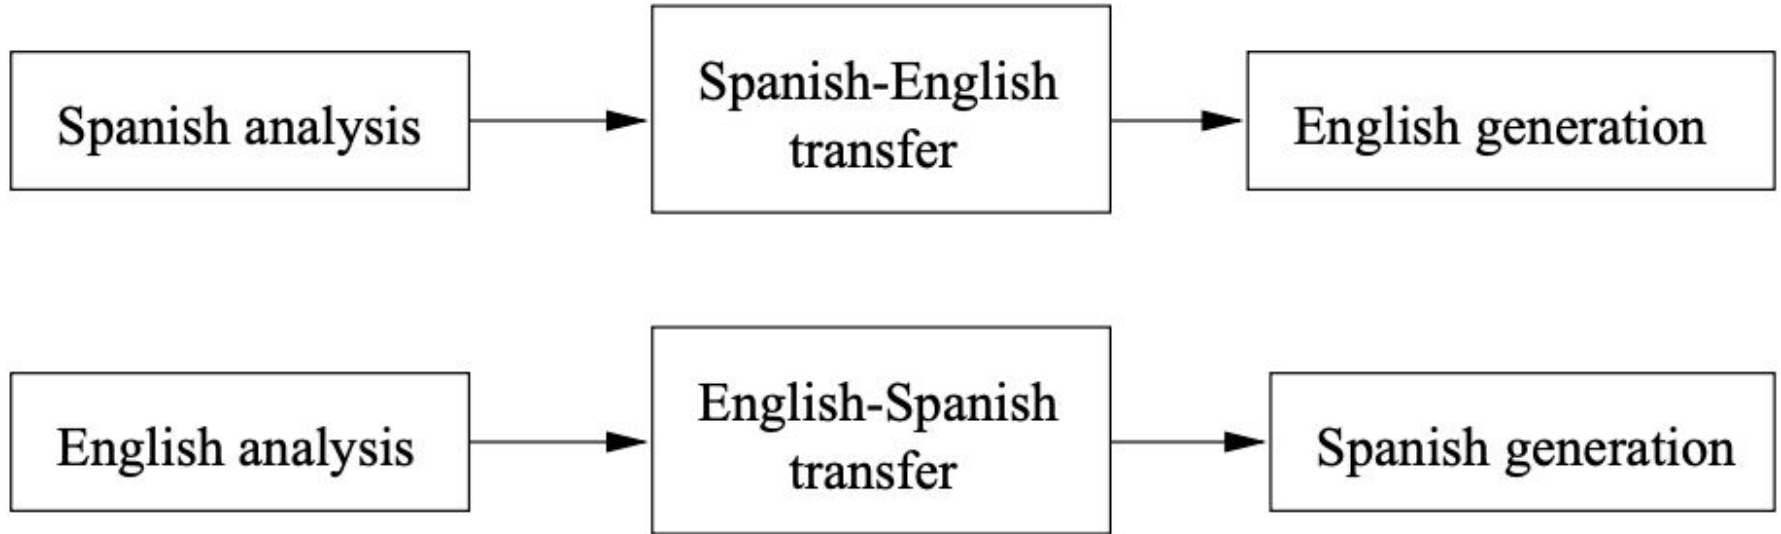 Spanish analysis
Spanish-English
transfer
English generation
English analysis
English-Spanish
transfer
Spanish generation